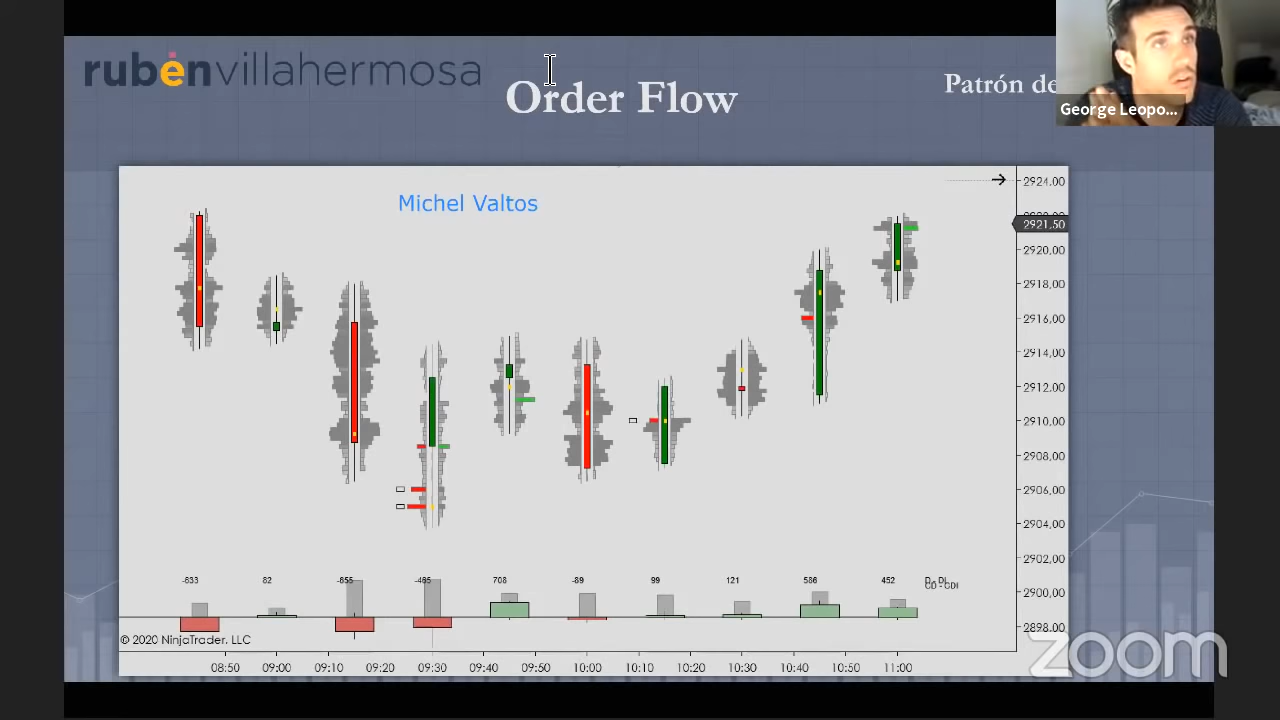 rubénvillahermosa
Order Flow
Patrón de
George Leopo...
Michel Valtos
2924,00
2921,50
2920,00
2918,00
2916,00
2914,00
2912,00
2910,00
2908,00
2906,00
2904,00
2902,00
2900,00
2898,00
-633 82 -655 -485 708 -89 99 121 586 452
© 2020 NinjaTrader, LLC
08:50 09:00 09:10 09:20 09:30 09:40 09:50 10:00 10:10 10:20 10:30 10:40 10:50 11:00
zoom